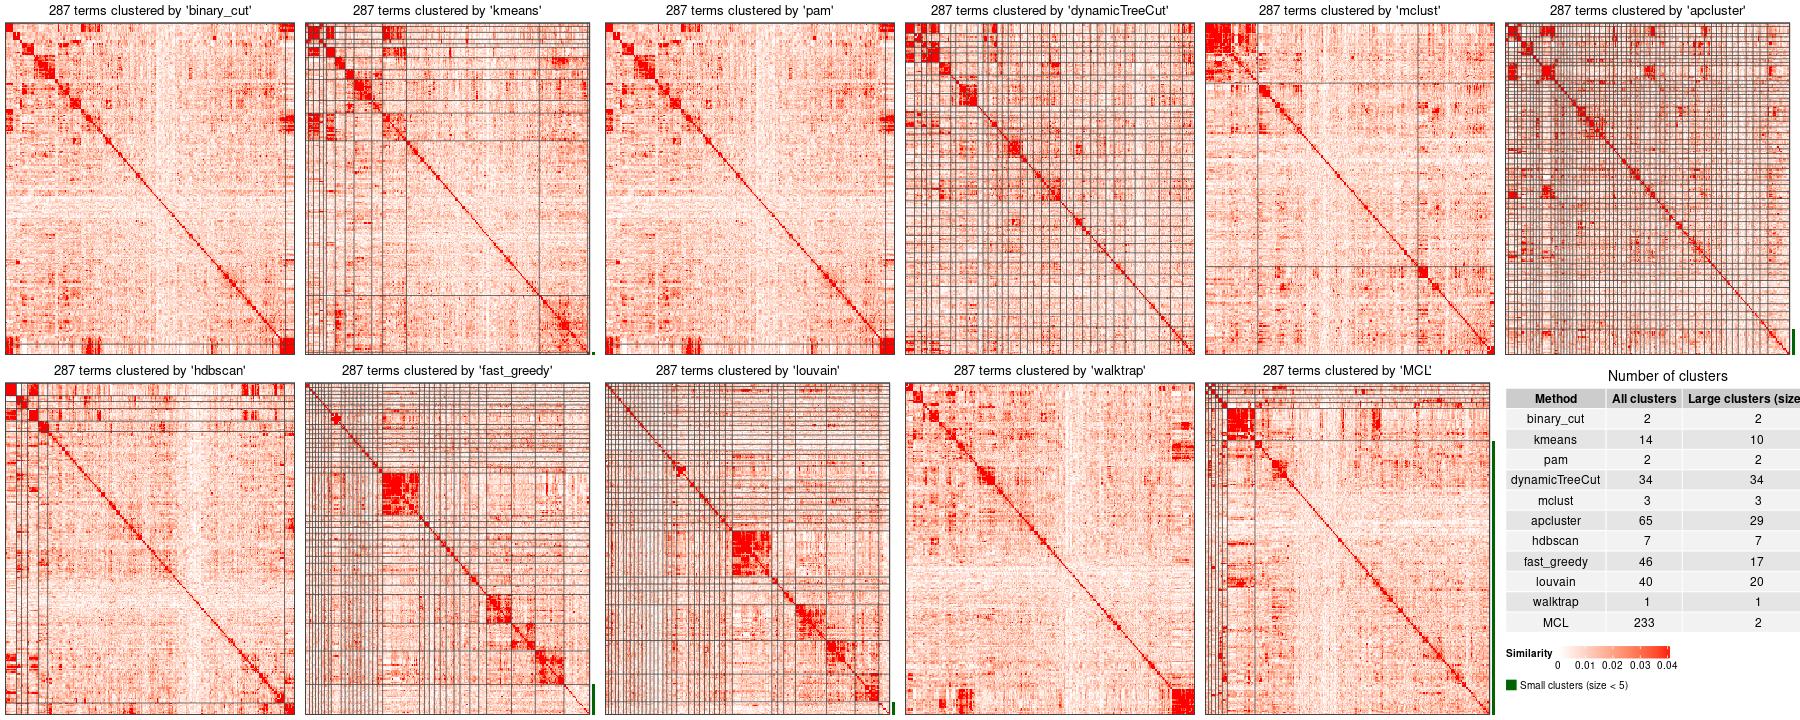 287 terms clustered by 'binary_cut'
287 terms clustered by 'kmeans'
287 terms clustered by 'pam'
287 terms clustered by 'dynamicTreeCut'
287 terms clustered by 'mclust'
287 terms clustered by 'apcluster'
287 terms clustered by 'hdbscan'
287 terms clustered by 'fast_greedy'
287 terms clustered by 'louvain'
287 terms clustered by 'walktrap'
287 terms clustered by 'MCL'
Number of clusters
Method All clusters Large clusters (size
binary_cut 2 2
kmeans 14 10
pam 2 2
dynamicTreeCut 34 34
mclust 3 3
apcluster 65 29
hdbscan 7 7
fast_greedy 46 17
louvain 40 20
walktrap 1 1
MCL 233 2
Similarity
0 0.01 0.02 0.03 0.04
Small clusters (size < 5)